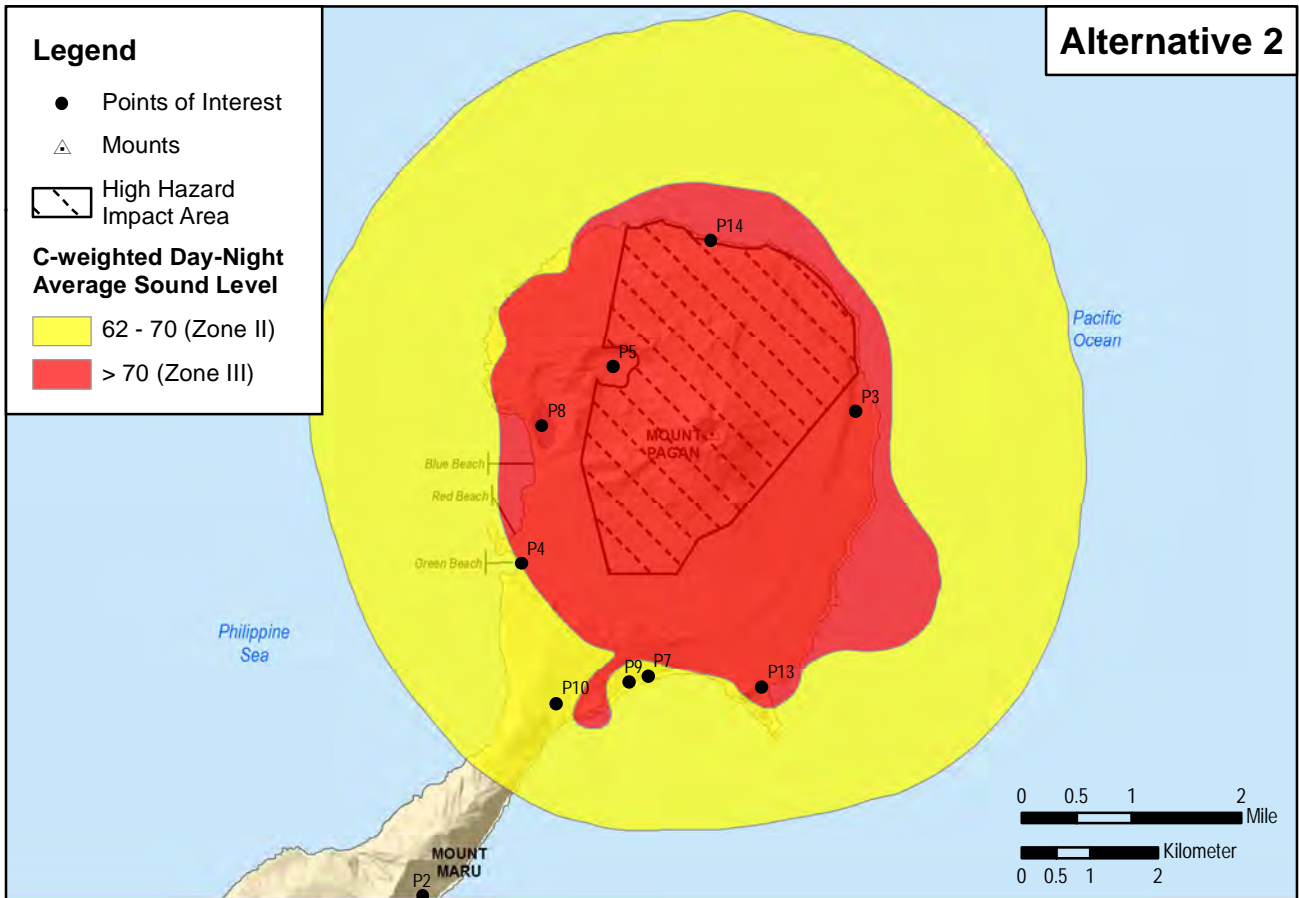 Alternative 2
Legend
Points of Interest
Mounts
High Hazard
Impact Area
C-weighted Day-Night
Average Sound Level
62 - 70 (Zone II)
> 70 (Zone III)
P14
Pacific
Ocean
P5
P3
P8
MOUNT
PAGAN
Blue Beach
Red Beach
P4
Green Beach
Philippine
Sea
P9
P7
P13
P10
0 0.5 1 2
Mile
Kilometer
0 0.5 1 2
MOUNT
MARU
P2